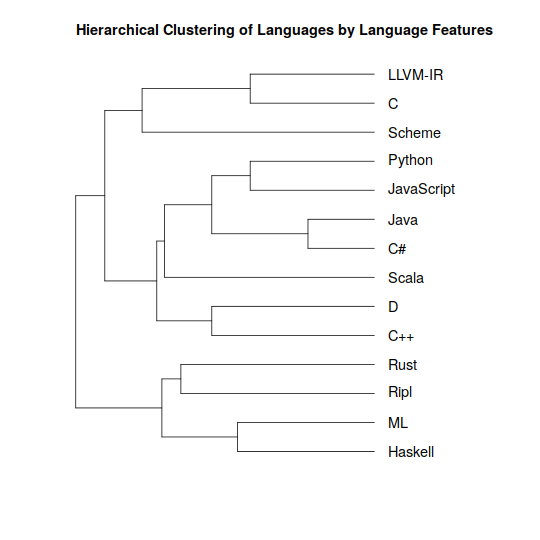 Hierarchical Clustering of Languages by Language Features
LLVM-IR
C
Scheme
Python
JavaScript
Java
C#
Scala
D
C++
Rust
Ripl
ML
Haskell